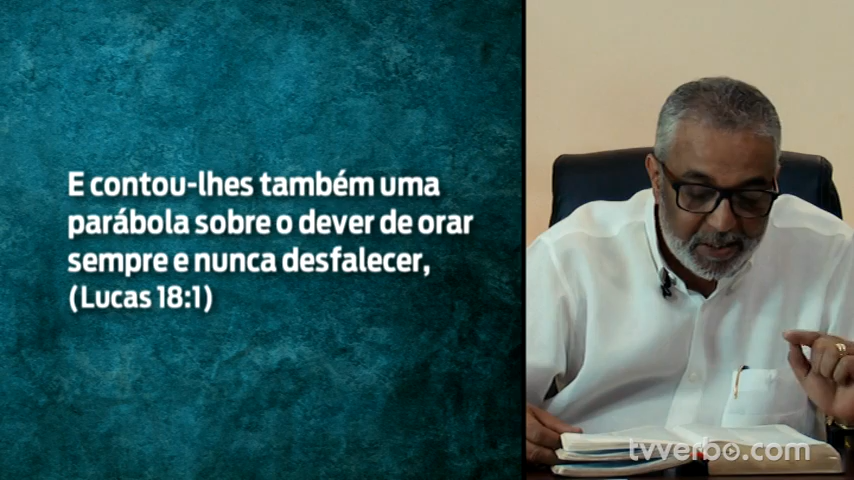 E contou-lhes também uma
parábola sobre o dever de orar
sempre e nunca desfalecer,
(Lucas 18:1)
tvverbo.com